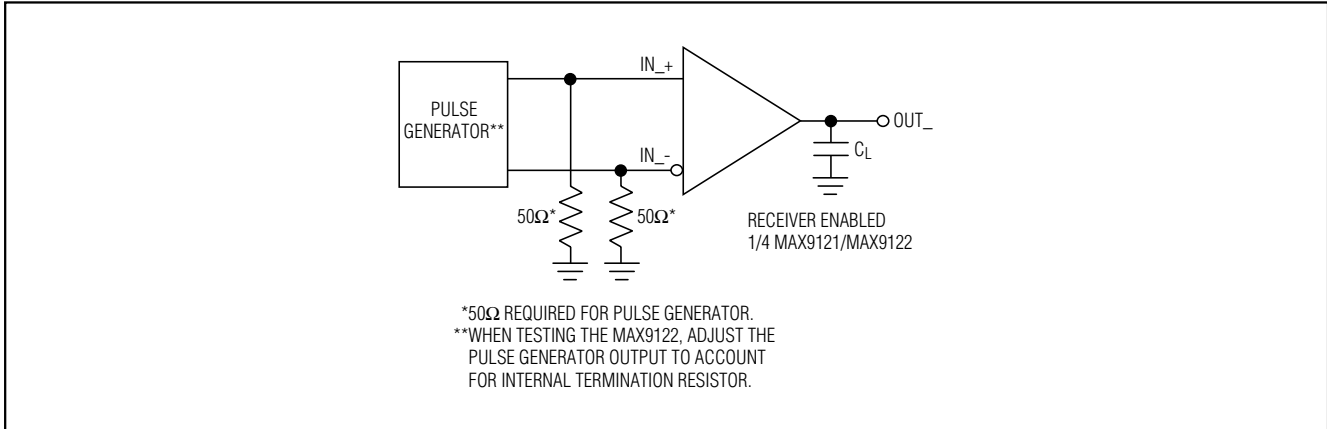 PULSE
GENERATOR**
IN_+
IN_-
OUT_
CL
50Ω*
50Ω*
RECEIVER ENABLED
1/4 MAX9121/MAX9122
*50Ω REQUIRED FOR PULSE GENERATOR.
**WHEN TESTING THE MAX9122, ADJUST THE
PULSE GENERATOR OUTPUT TO ACCOUNT
FOR INTERNAL TERMINATION RESISTOR.